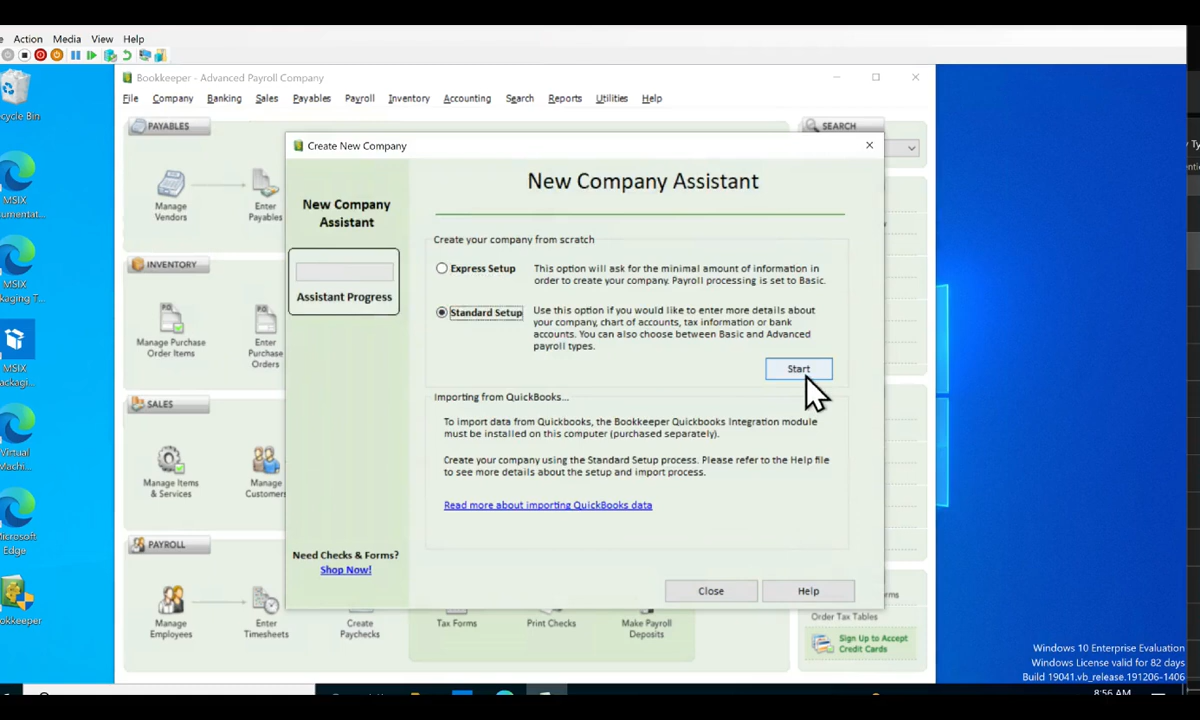 Action Media View Help
Bookkeeper - Advanced Payroll Company
File Company Banking Sales Payables Payroll Inventory Accounting Search Reports Utilities Help
PAYABLES
SEARCH
Create New Company
New Company Assistant
New Company
Assistant
Assistant Progress
Create your company from scratch
Express Setup
This option will ask for the minimal amount of information in
order to create your company. Payroll processing is set to Basic.
Standard Setup
Use this option if you would like to enter more details about
your company, chart of accounts, tax information or bank
accounts. You can also choose between Basic and Advanced
payroll types.
Start
Importing from QuickBooks...
To import data from Quickbooks, the Bookkeeper Quickbooks Integration module
must be installed on this computer (purchased separately).
Create your company using the Standard Setup process. Please refer to the Help file
to see more details about the setup and import process.
Read more about importing QuickBooks data
Need Checks & Forms?
Shop Now!
Close
Help
Manage
Vendors
Enter
Payables
INVENTORY
Manage Purchase
Order Items
Enter
Purchase
Orders
SALES
Manage Items
& Services
Manage
Customers
PAYROLL
Manage
Employees
Enter
Timesheets
Create
Paychecks
Tax Forms
Print Checks
Make Payroll
Deposits
Order Tax Tables
Sign Up to Accept
Credit Cards
ycle Bin
MSIX
umentat...
MSIX
ackaging T...
MSIX
Packagi...
Virtual
Machi...
Microsoft
Edge
ookkeeper
Windows 10 Enterprise Evaluation
Windows License valid for 82 days
Build 19041.vb_release.191206-1406
8:56 AM